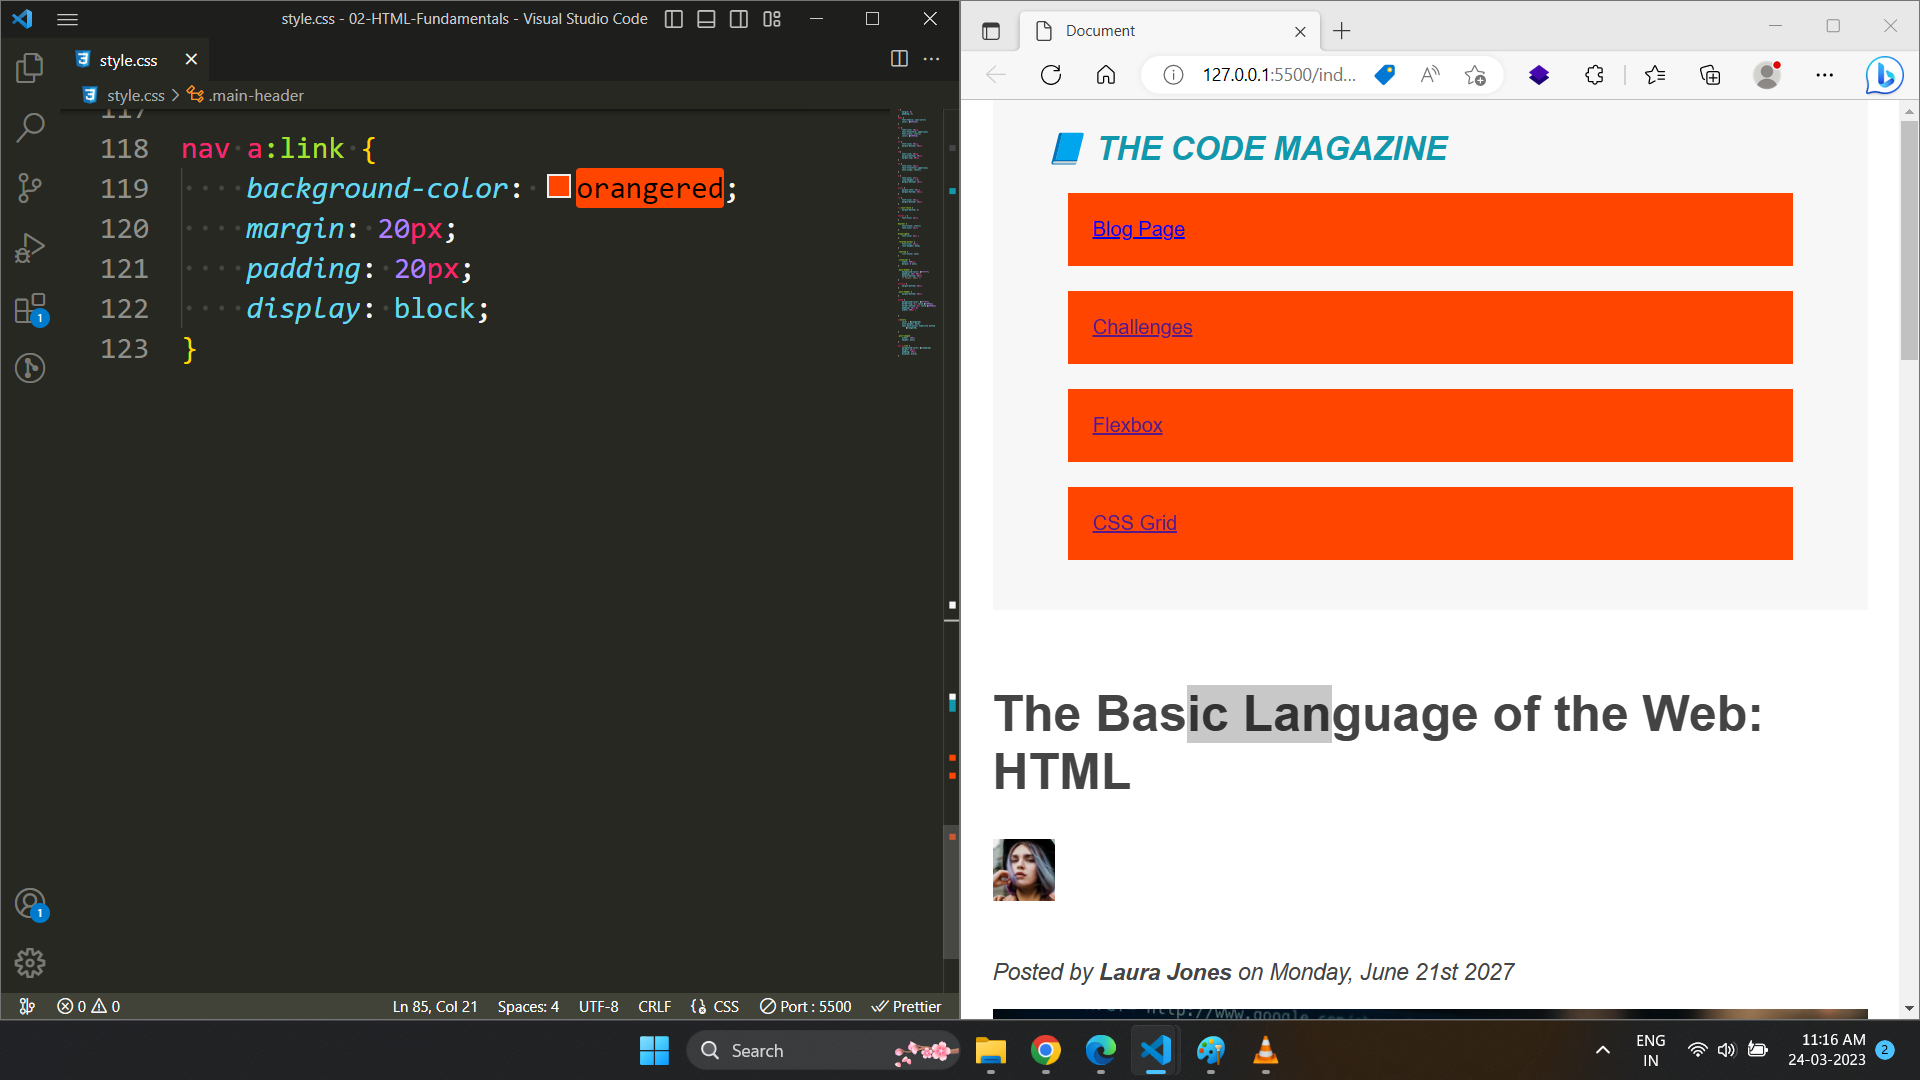 style.css - 02-HTML-Fundamentals - Visual Studio Code
style.css
style.css > .main-header
117
118 nav a:link {
119 background-color: orangered;
120 margin: 20px;
121 padding: 20px;
122 display: block;
123 }
1
1
0 0
Ln 85, Col 21 Spaces: 4 UTF-8 CRLF CSS Port : 5500 Prettier
Document
127.0.0.1:5500/ind...
THE CODE MAGAZINE
Blog Page
Challenges
Flexbox
CSS Grid
The Basic Language of the Web:
HTML
Posted by Laura Jones on Monday, June 21st 2027
Search
ENG
IN
11:16 AM
24-03-2023
2